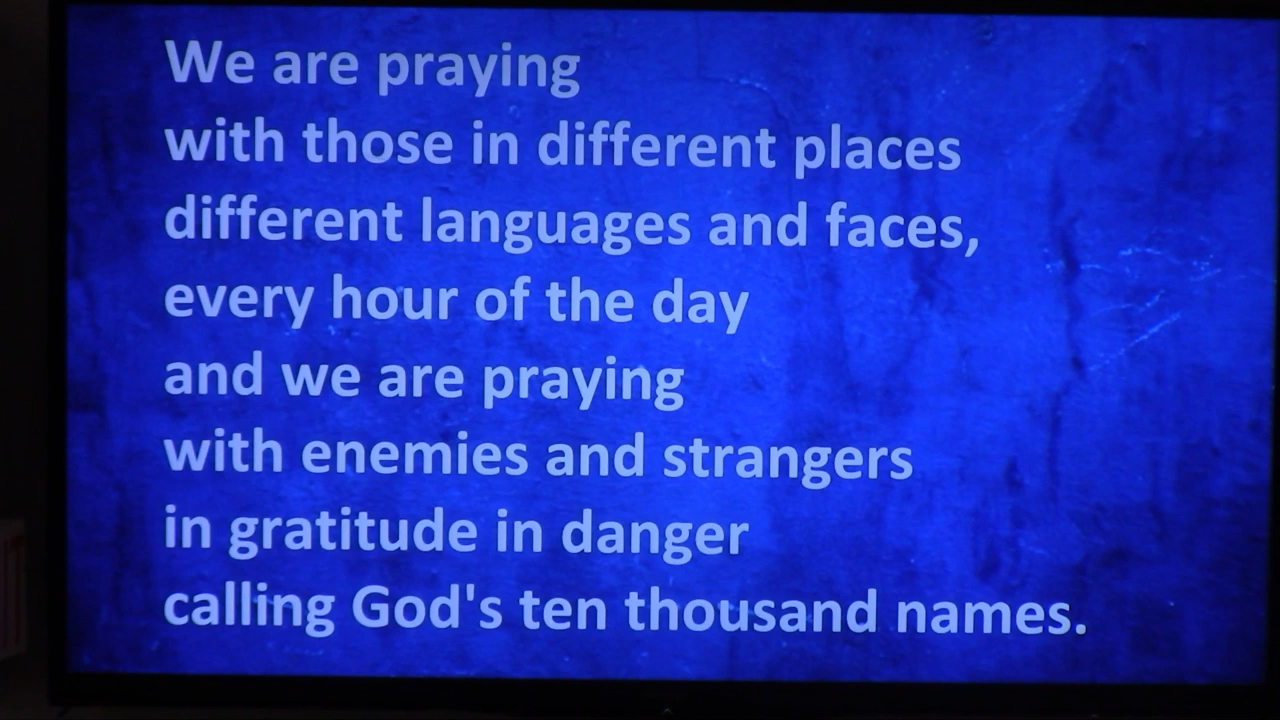 We are praying
with those in different places
different languages and faces,
every hour of the day
and we are praying
with enemies and strangers
in gratitude in danger
calling God's ten thousand names.